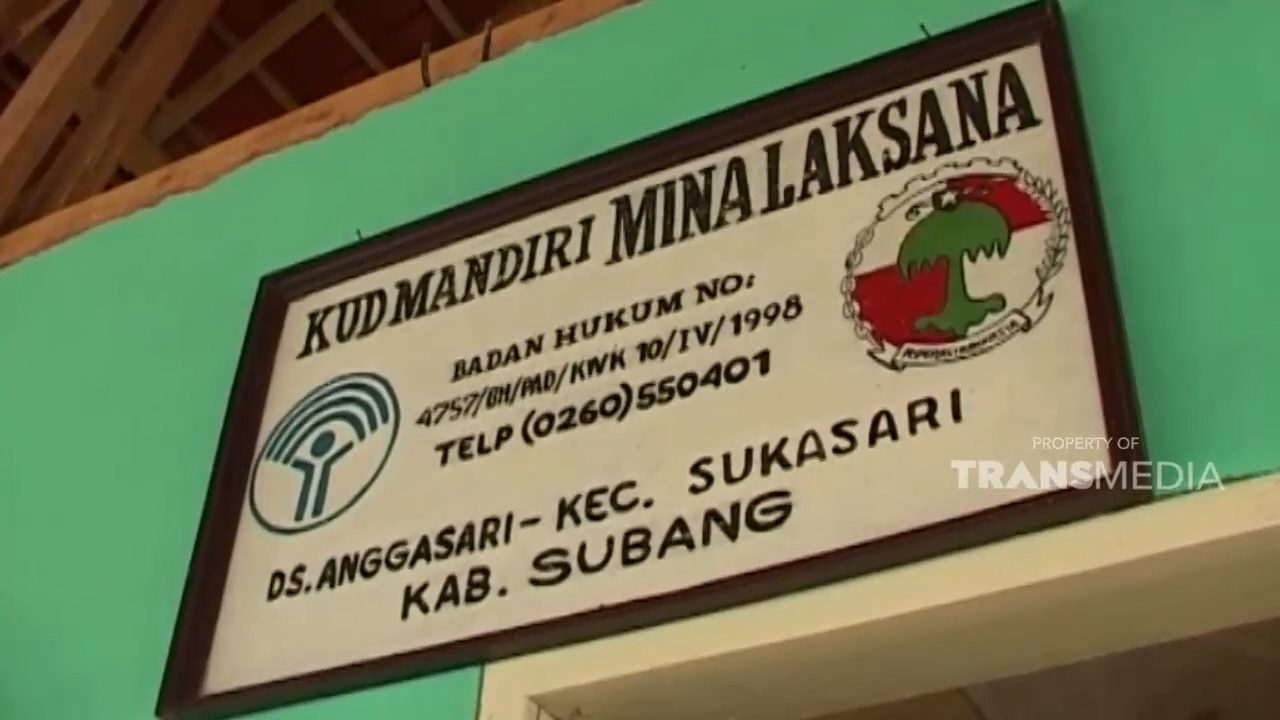 KUD MANDIRI MINA LAKSANA
BADAN HUKUM NO:
4757/BH/PAD/KWK 10/IV/1998
TELP (0260) 550401
DS. ANGGASARI - KEC. SUKASARI
KAB. SUBANG
PROPERTY OF
TRANSMEDIA